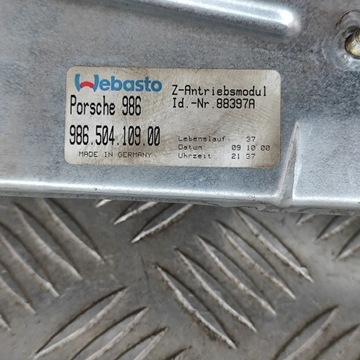 Webasto
Z-Antriebsmodul
Id.-Nr.88397A
Porsche 986
986.504.109.00
MADE IN GERMANY
Lebenslauf 37
Datum 09 10 00
Uhrzeit 21 37